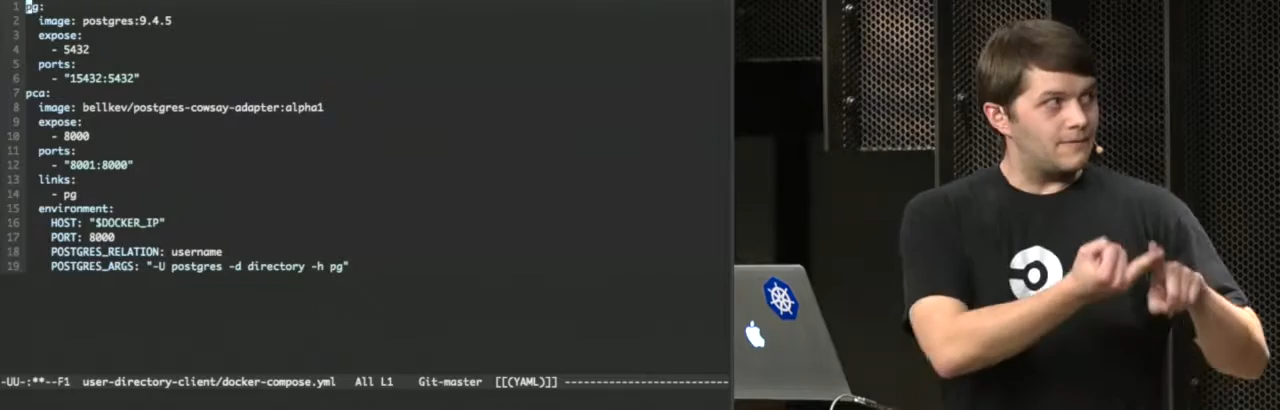 1 pg:
2 image: postgres:9.4.5
3 expose:
4 - 5432
5 ports:
6 - "15432:5432"
7 pca:
8 image: bellkev/postgres-cowsay-adapter:alpha1
9 expose:
10 - 8000
11 ports:
12 - "8001:8000"
13 links:
14 - pg
15 environment:
16 HOST: "$DOCKER_IP"
17 PORT: 8000
18 POSTGRES_RELATION: username
19 POSTGRES_ARGS: "-U postgres -d directory -h pg"
-UU-:**--F1 user-directory-client/docker-compose.yml All L1 Git-master [[(YAML)]] --------------------------